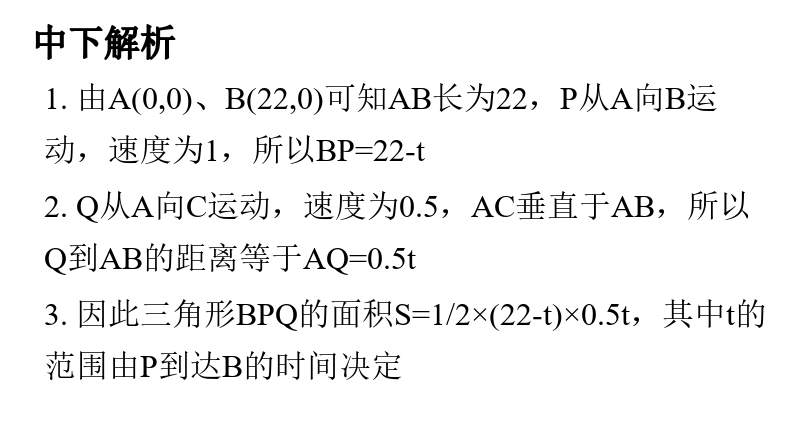 中下解析
1. 由A(0,0)、B(22,0)可知AB长为22，P从A向B运
动，速度为1，所以BP=22-t
2. Q从A向C运动，速度为0.5，AC垂直于AB，所以
Q到AB的距离等于AQ=0.5t
3. 因此三角形BPQ的面积S=1/2×(22-t)×0.5t，其中t的
范围由P到达B的时间决定